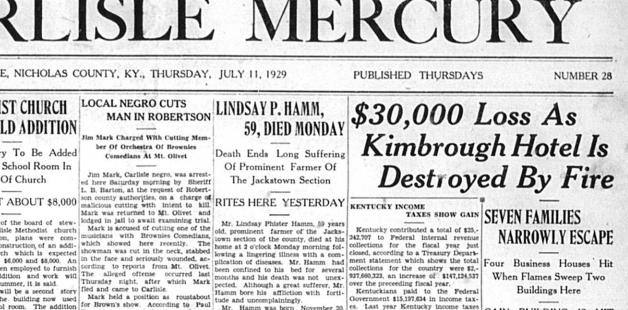 RLISLE MERCURY
E, NICHOLAS COUNTY, KY., THURSDAY, JULY 11, 1929
PUBLISHED THURSDAYS
NUMBER 28
IST CHURCH
LD ADDITION
ry To Be Added
School Room In
Of Church
T ABOUT $8,000
of the board of stew-
lisle Methodist church
on, plans were com-
onstruction of an addi-
rch which is expected
$6,000 and $8,000. An
en employed to furnish
ddition and work will
ummer, it is said.
will be a second story
he building now used
ol room. The addition
LOCAL NEGRO CUTS
MAN IN ROBERTSON
Jim Mark Charged With Cutting Mem-
ber Of Orchestra Of Brownies
Comedians At Mt. Olivet
Jim Mark, Carlisle negro, was arrest-
ed here Saturday morning by Sheriff
L. B. Barton, at the request of Robert-
son county authorities, on a charge of
malicious cutting with intent to kill.
Mark was returned to Mt. Olivet and
lodged in jail to await examining trial.
Mark is accused of cutting one of the
musicians with Brownies Comedians,
which showed here recently. The
showman was cut in the neck, stabbed
in the face and seriously wounded, ac-
cording to reports from Mt. Olivet.
The alleged offense occurred last
Thursday night, after which Mark
fled and came to Carlisle.
Mark held a position as roustabout
for Brown's show. According to Paul
LINDSAY P. HAMM,
59, DIED MONDAY
Death Ends Long Suffering
Of Prominent Farmer Of
The Jackstown Section
RITES HERE YESTERDAY
Mr. Lindsay Phister Hamm, 59 years
old, prominent farmer of the Jacks-
town section of the county, died at his
home at 2 o'clock Monday morning fol-
lowing a lingering illness with a com-
plication of diseases. Mr. Hamm had
been confined to his bed for several
months and his death was not unex-
pected. Although a great sufferer, Mr.
Hamm bore his affliction with forti-
tude and uncomplainingly.
Mr. Hamm was born November 20,
$30,000 Loss As
Kimbrough Hotel Is
Destroyed By Fire
KENTUCKY INCOME
TAXES SHOW GAIN
Kentucky contributed a total of $25,-
342,707 to Federal internal revenue
collections for the fiscal year just
closed, according to a Treasury Depart-
ment statement which shows the total
collections for the country were $2,-
937,660,323, an increase of $147,124,537
over the preceding fiscal year.
Kentuckians paid to the Federal
Government $15,197,634 in income tax-
es. Last year Kentucky income taxes
SEVEN FAMILIES
NARROWLY ESCAPE
Four Business Houses Hit
When Flames Sweep Two
Buildings Here